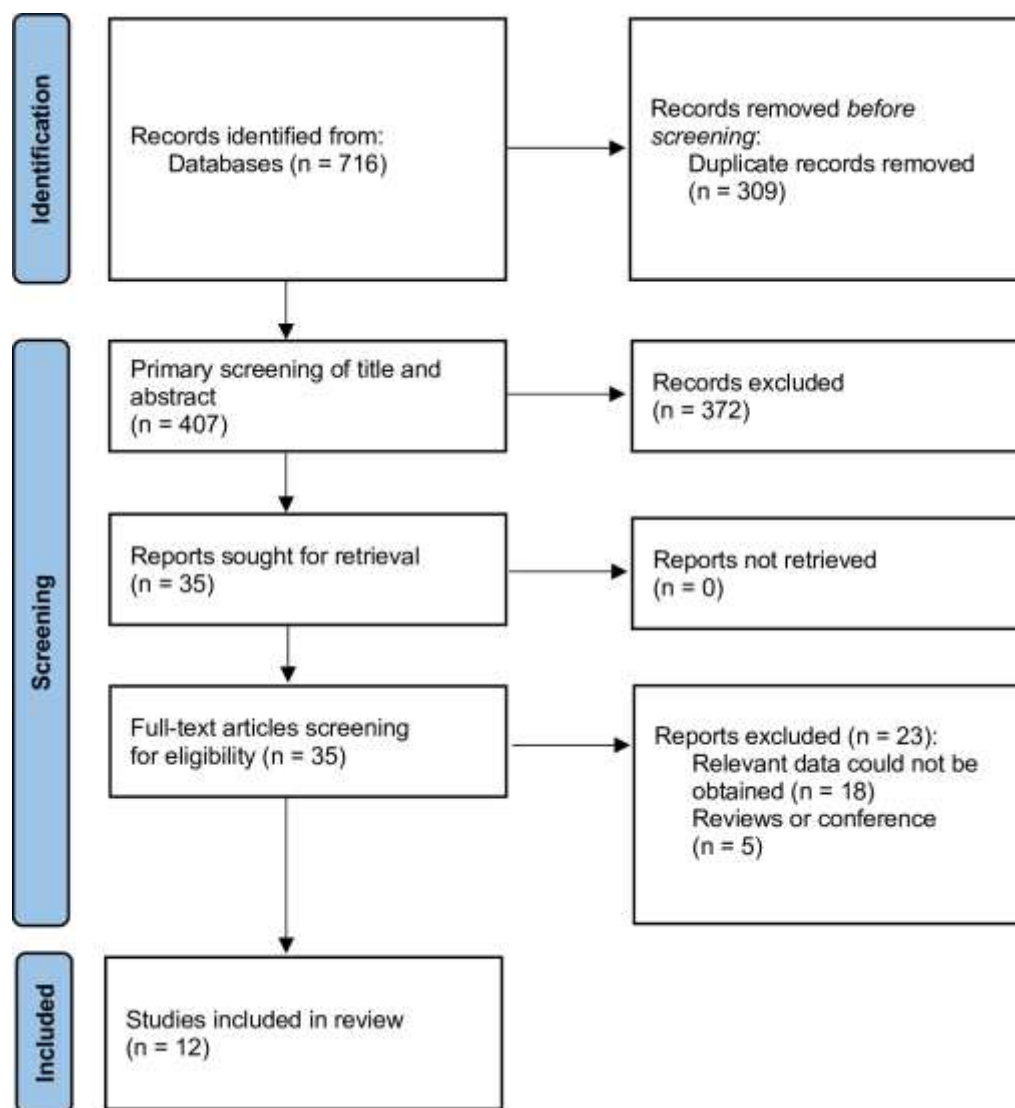 Identification
Records identified from:
Databases (n = 716)
Records removed before
screening:
Duplicate records removed
(n = 309)
Screening
Primary screening of title and
abstract
(n = 407)
Records excluded
(n = 372)
Reports sought for retrieval
(n = 35)
Reports not retrieved
(n = 0)
Full-text articles screening
for eligibility (n = 35)
Reports excluded (n = 23):
Relevant data could not be
obtained (n = 18)
Reviews or conference
(n = 5)
Included
Studies included in review
(n = 12)